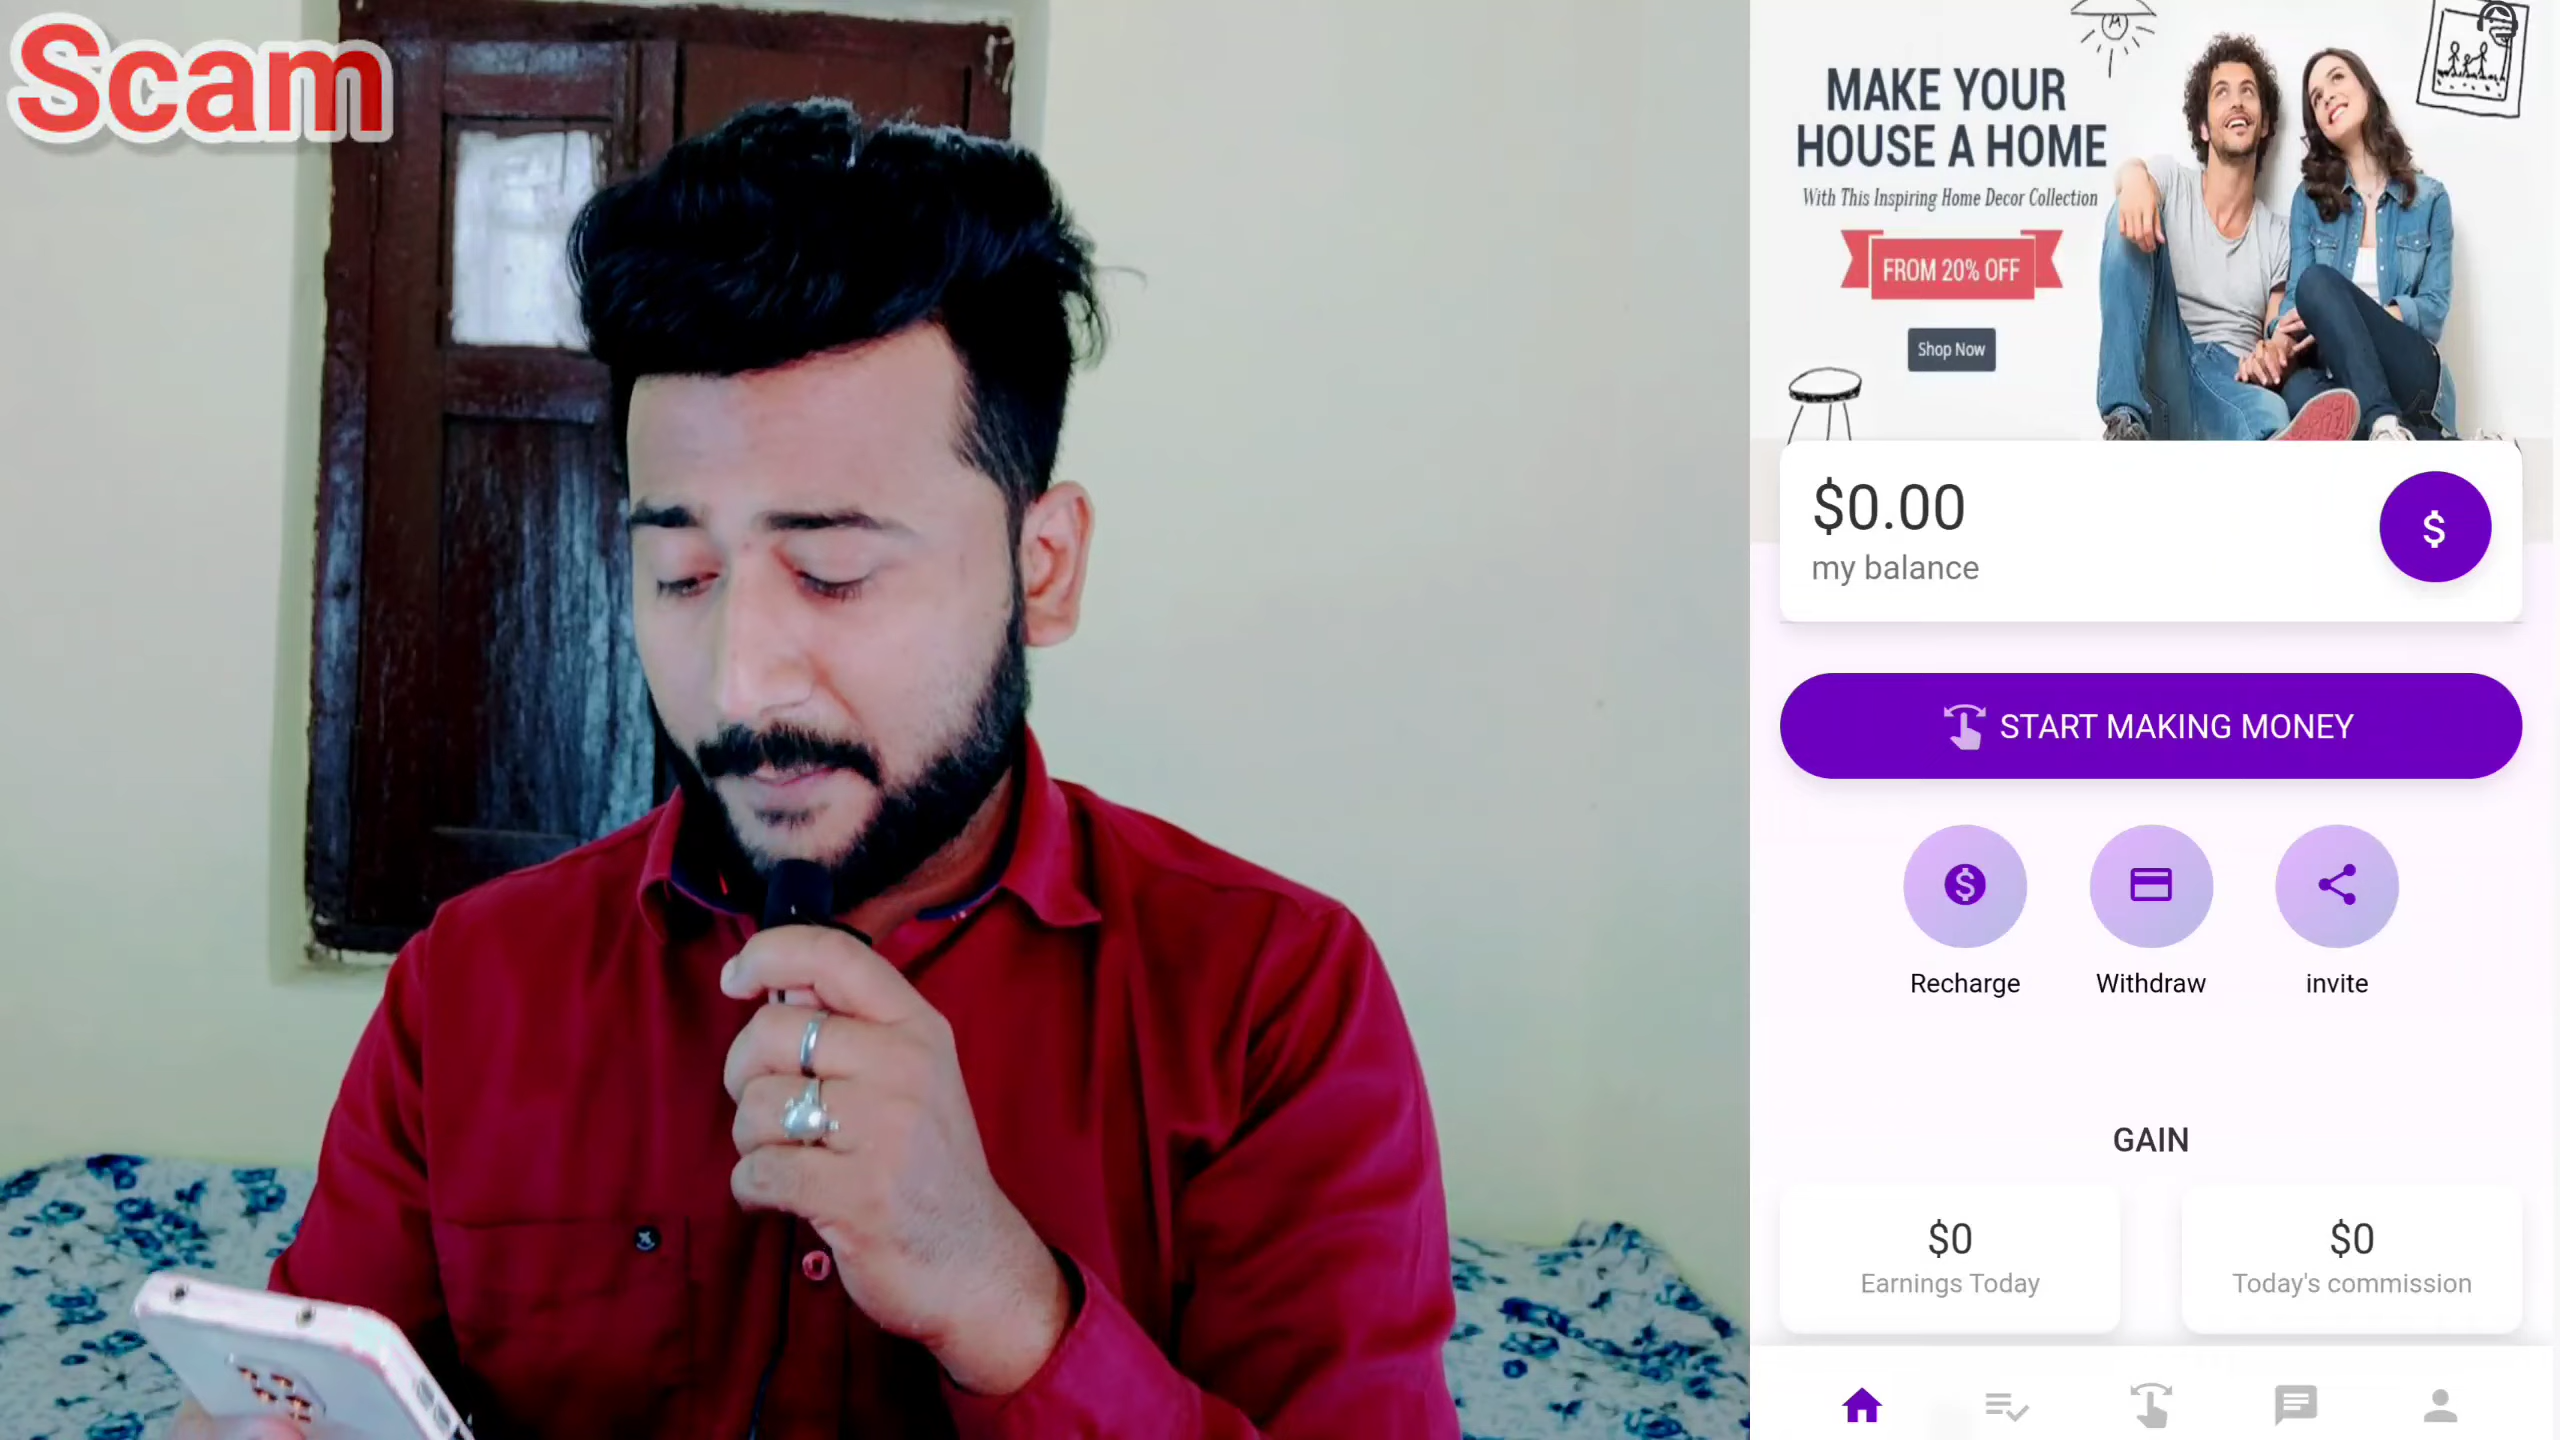 Scam
MAKE YOUR
HOUSE A HOME
With This Inspiring Home Decor Collection
FROM 20% OFF
Shop Now
$0.00
my balance
$
START MAKING MONEY
Recharge
Withdraw
invite
GAIN
$0
Earnings Today
$0
Today's commission